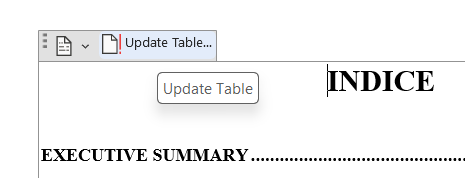 Update Table...
Update Table
INDICE
EXECUTIVE SUMMARY ..............................................